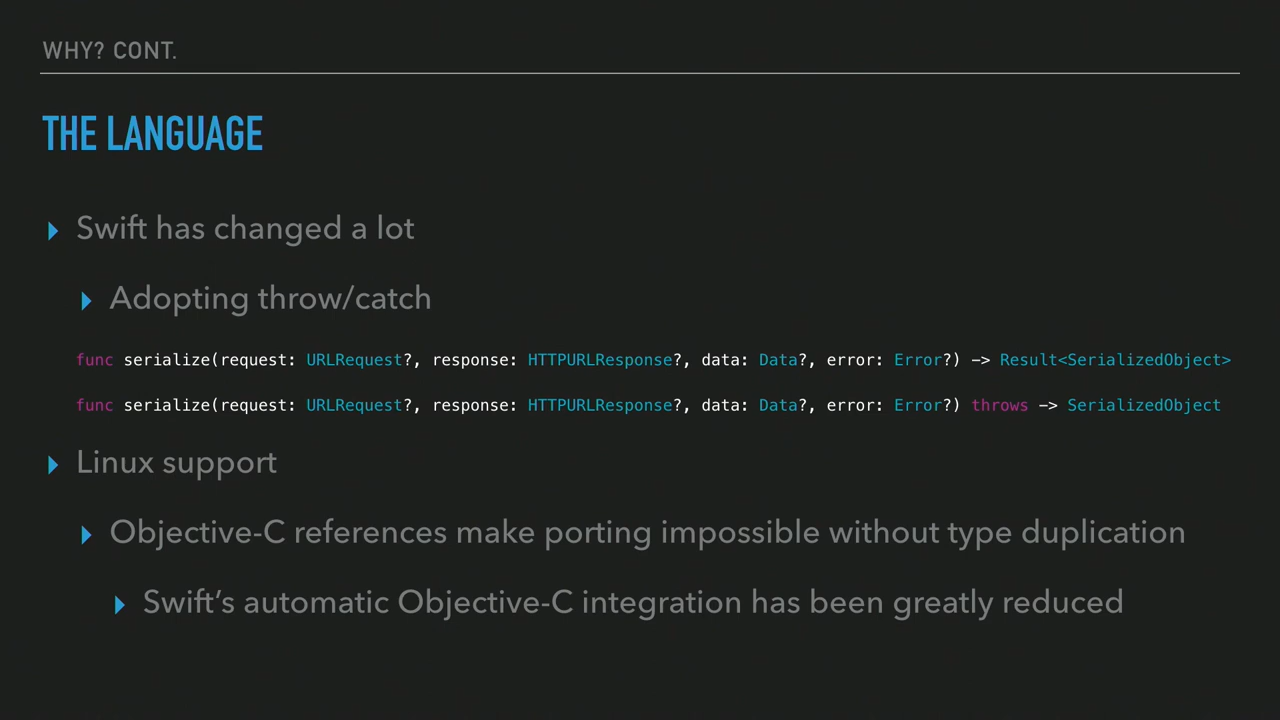 WHY? CONT.
THE LANGUAGE
Swift has changed a lot
Adopting throw/catch
func serialize(request: URLRequest?, response: HTTPURLResponse?, data: Data?, error: Error?) -> Result<SerializedObject>
func serialize(request: URLRequest?, response: HTTPURLResponse?, data: Data?, error: Error?) throws -> SerializedObject
Linux support
Objective-C references make porting impossible without type duplication
Swift’s automatic Objective-C integration has been greatly reduced